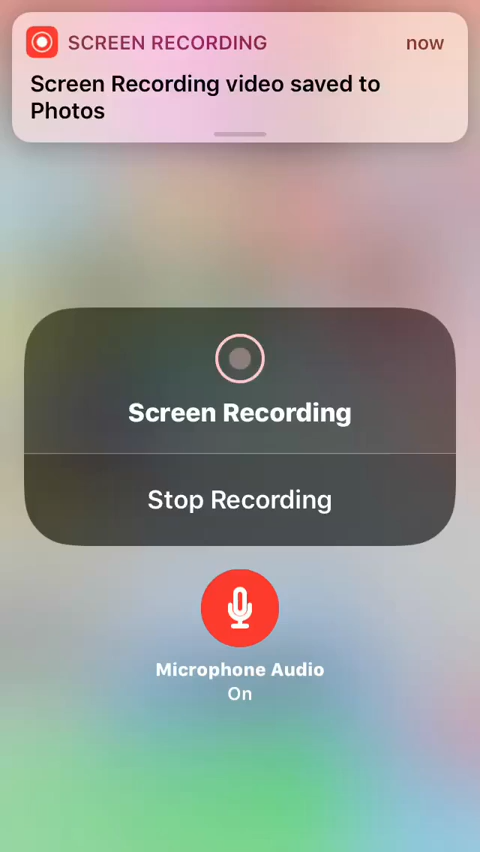 SCREEN RECORDING now
Screen Recording video saved to
Photos
Screen Recording
Stop Recording
Microphone Audio
On